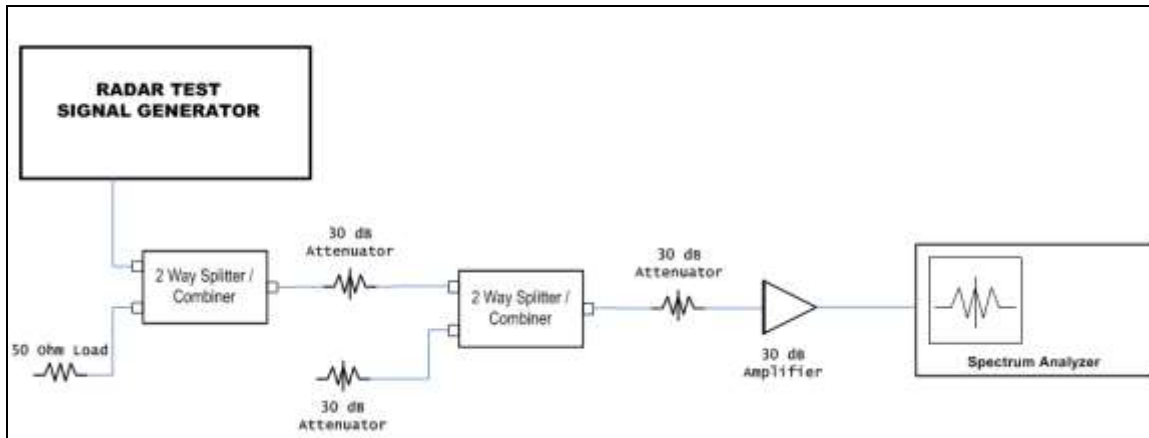 RADAR TEST
SIGNAL GENERATOR
30 dB
Attenuator
30 dB
Attenuator
2 Way Splitter /
Combiner
2 Way Splitter /
Combiner
50 Ohm Load
30 dB
Attenuator
30 dB
Amplifier
Spectrum Analyzer